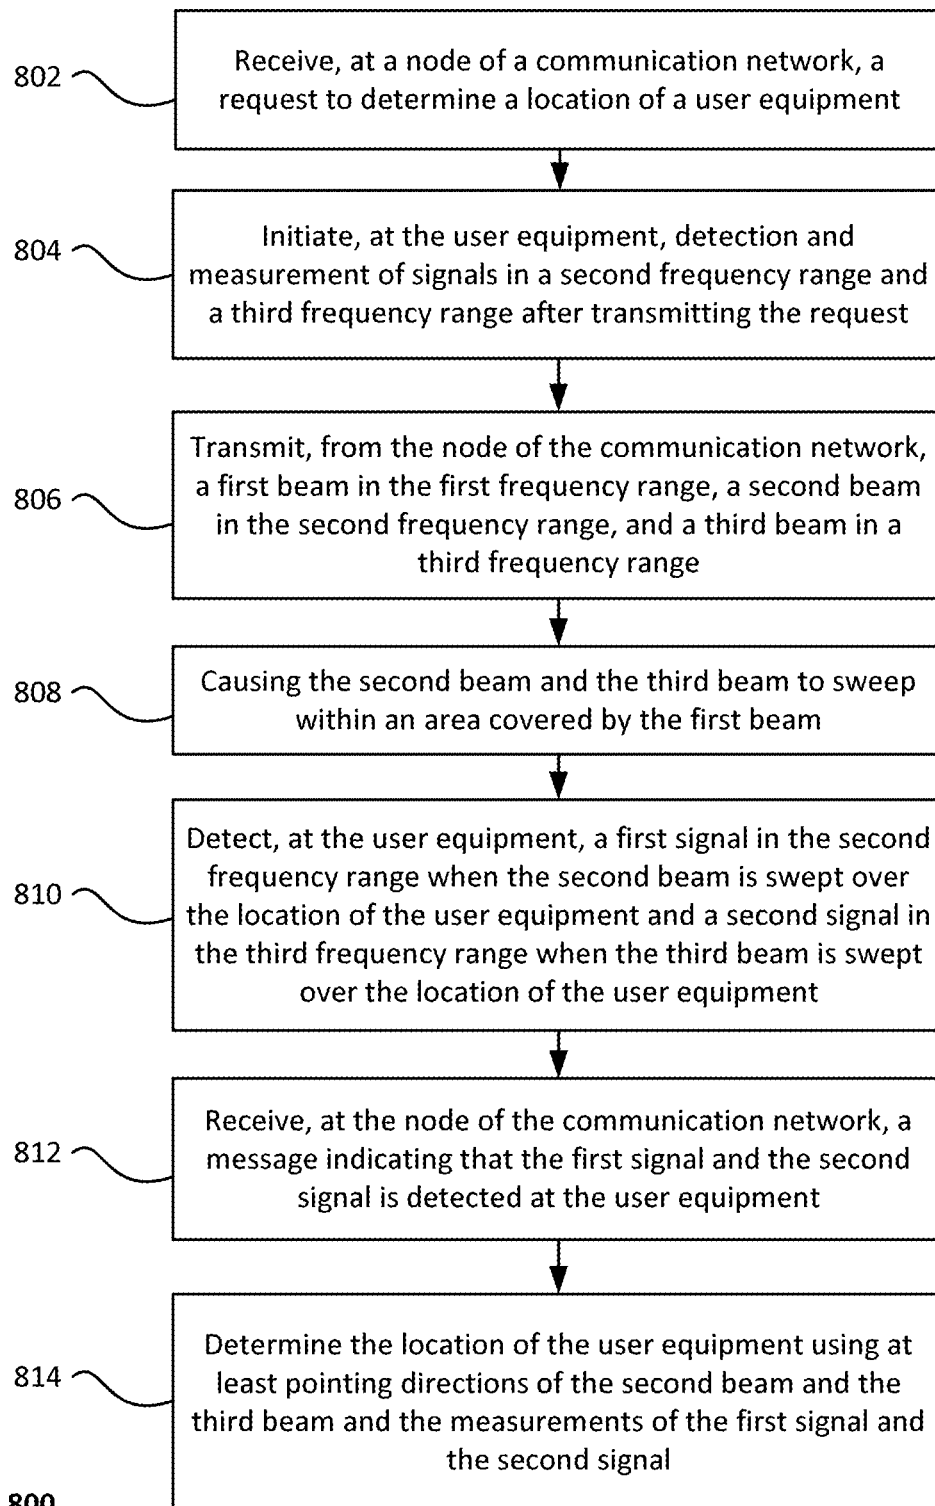 802
Receive, at a node of a communication network, a
request to determine a location of a user equipment
804
Initiate, at the user equipment, detection and
measurement of signals in a second frequency range and
a third frequency range after transmitting the request
806
Transmit, from the node of the communication network,
a first beam in the first frequency range, a second beam
in the second frequency range, and a third beam in a
third frequency range
808
Causing the second beam and the third beam to sweep
within an area covered by the first beam
810
Detect, at the user equipment, a first signal in the second
frequency range when the second beam is swept over
the location of the user equipment and a second signal in
the third frequency range when the third beam is swept
over the location of the user equipment
812
Receive, at the node of the communication network, a
message indicating that the first signal and the second
signal is detected at the user equipment
814
Determine the location of the user equipment using at
least pointing directions of the second beam and the
third beam and the measurements of the first signal and
the second signal
800